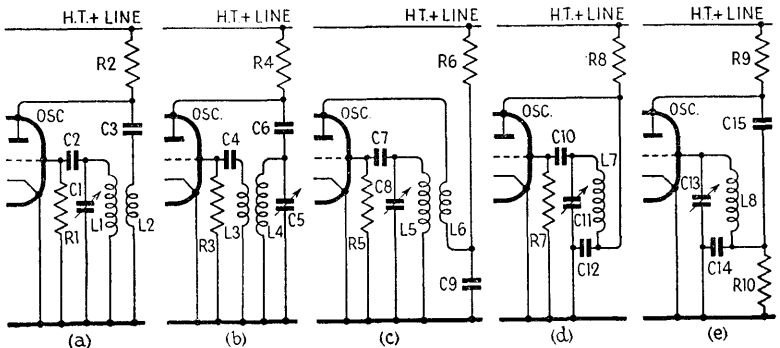 H.T.+ LINE H.T.+ LINE H.T.+ LINE H.T.+ LINE H.T.+ LINE
R2 R4 R6 R8 R9
OSC C3 OSC. C6 OSC. OSC. OSC. C15
C2 C4 C7 C10 L7
C1 C5 C8 C11 C13 L8
R1 L1 L2 R3 L3 L4 R5 L5 L6 R7 C12 C14
C9 R10
(a) (b) (c) (d) (e)